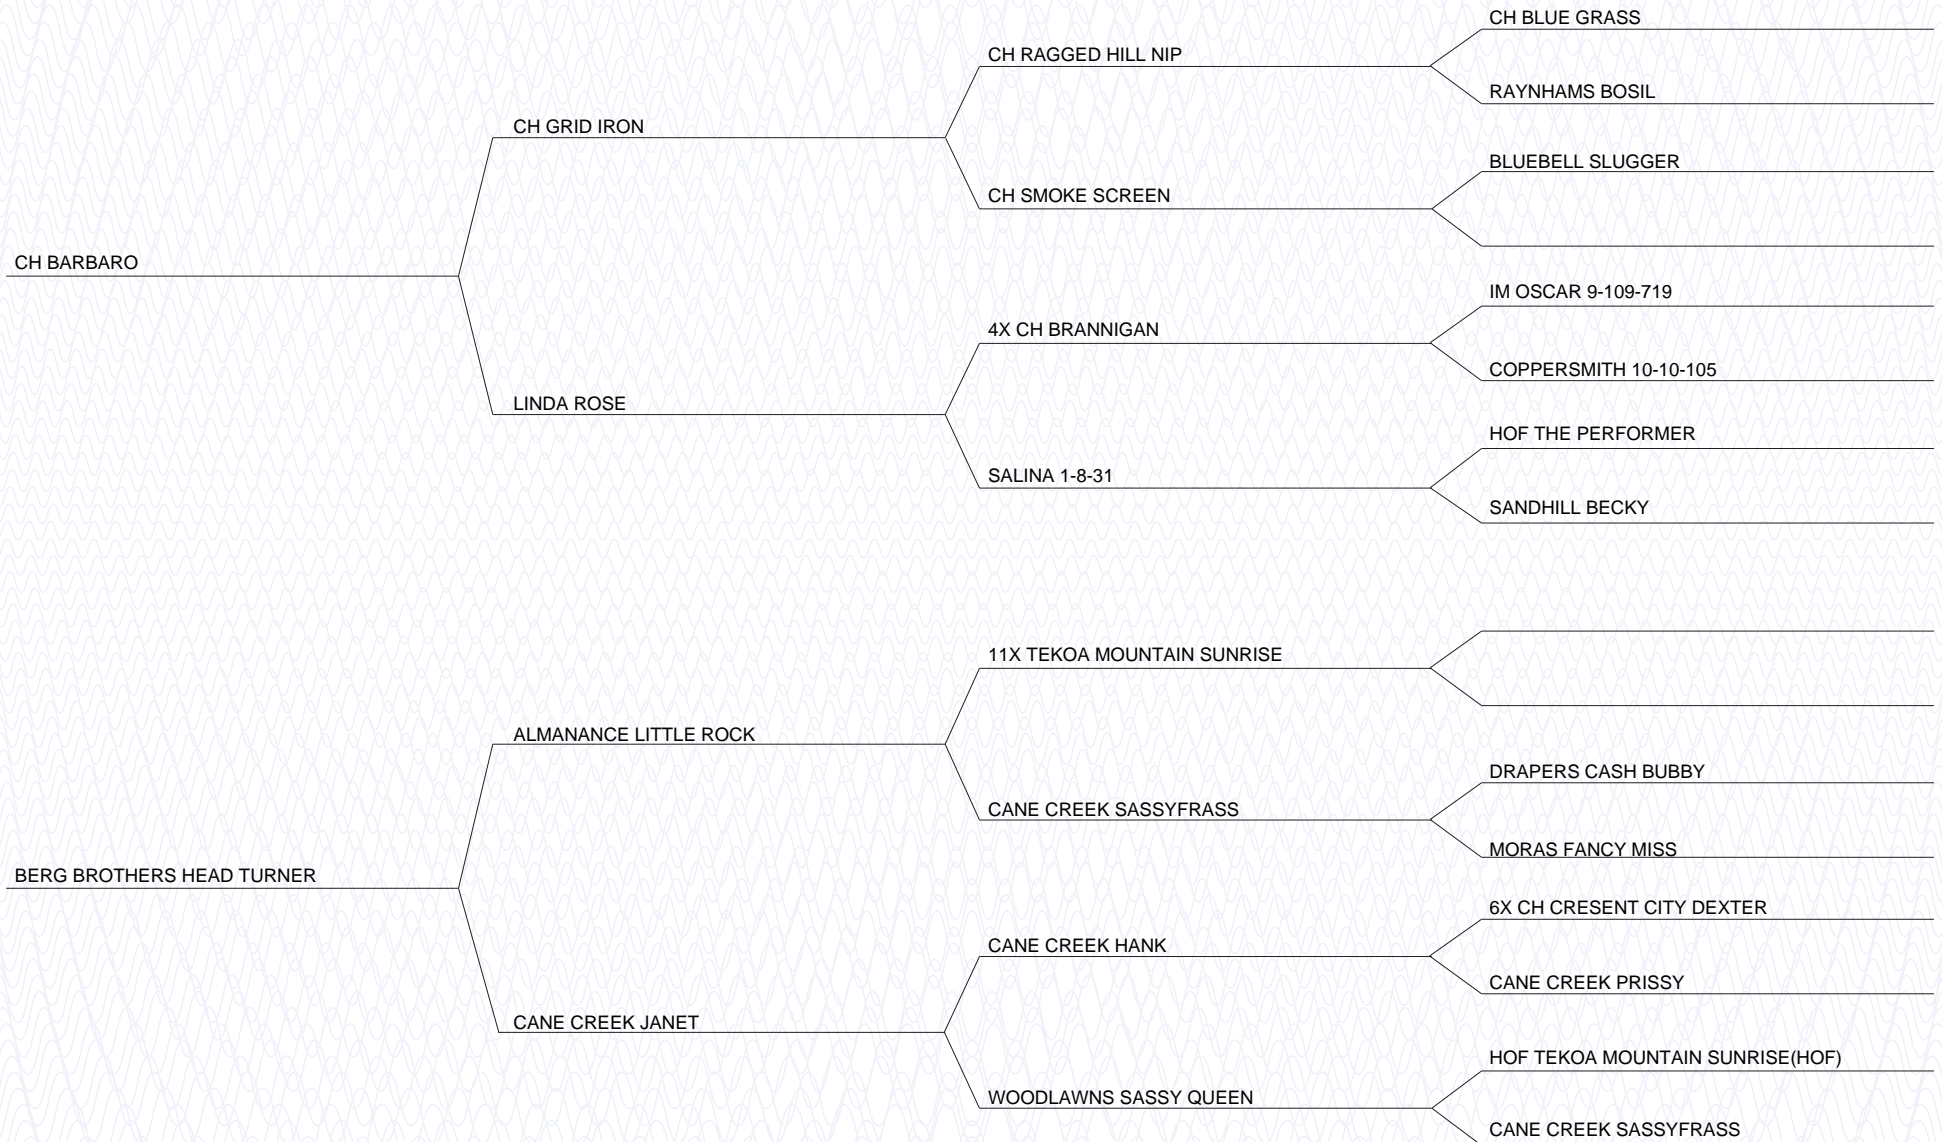 CH BLUE GRASS
CH RAGGED HILL NIP
RAYNHAMS BOSIL
CH GRID IRON
BLUEBELL SLUGGER
CH SMOKE SCREEN
CH BARBARO
IM OSCAR 9-109-719
4X CH BRANNIGAN
COPPERSMITH 10-10-105
LINDA ROSE
HOF THE PERFORMER
SALINA 1-8-31
SANDHILL BECKY
11X TEKOA MOUNTAIN SUNRISE
ALMANANCE LITTLE ROCK
DRAPERS CASH BUBBY
CANE CREEK SASSYFRASS
MORAS FANCY MISS
BERG BROTHERS HEAD TURNER
6X CH CRESENT CITY DEXTER
CANE CREEK HANK
CANE CREEK PRISSY
CANE CREEK JANET
HOF TEKOA MOUNTAIN SUNRISE(HOF)
WOODLAWNS SASSY QUEEN
CANE CREEK SASSYFRASS